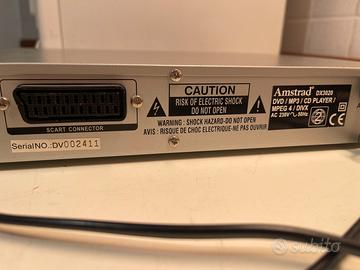 CAUTION
RISK OF ELECTRIC SHOCK
DO NOT OPEN
WARNING : SHOCK HAZARD-DO NOT OPEN
AVIS : RISQUE DE CHOC ELECTRIQUE-NE PAS OUVRIR
Amstrad DX3020
DVD / MP3 / CD PLAYER /
MPEG 4 / DIVX
AC 230V~, 50Hz
SCART CONNECTOR
SerialNO.:DV002411
subito